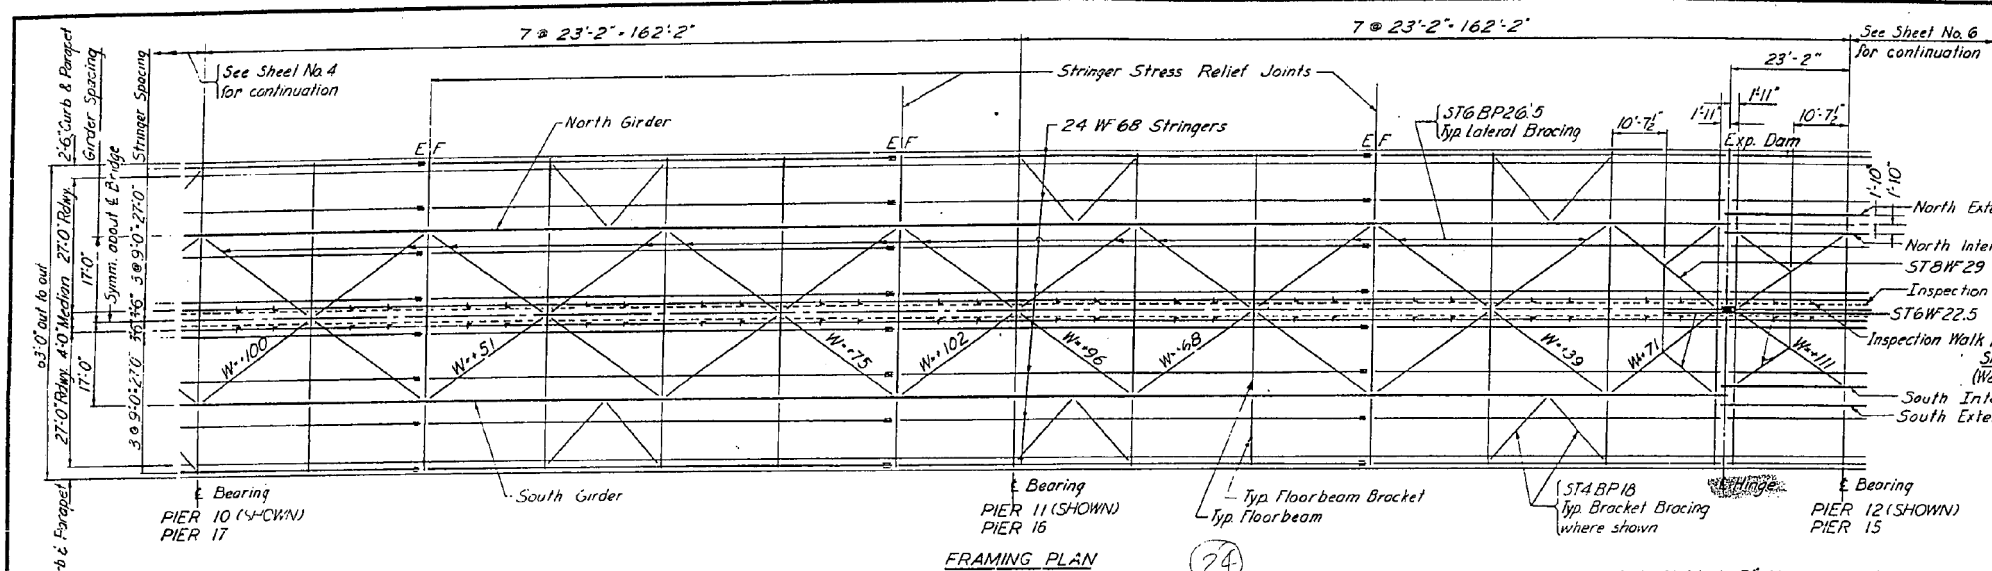 7 @ 23'-2" = 162'-2"
7 @ 23'-2" = 162'-2"
See Sheet No. 6
for continuation
See Sheet No. 4
for continuation
Stringer Stress Relief Joints
23'-2"
1'-11"
1'-11"
10'-7½"
10'-7½"
North Girder
24 WF 68 Stringers
ST6 BP26.5
Typ. Lateral Bracing
E F
E F
E F
Exp. Dam
2'-6" Curb & Parapet
Girder Spacing
Stringer Spacing
Symm. about ℄ Bridge
63'-0" out to out
27'-0" Rdwy. 4'-0" Median 27'-0" Rdwy.
17'-0"
17'-0"
3 @ 9'-0" = 27'-0"
3 @ 9'-0" = 27'-0"
1'-10"
1'-10"
North
North
ST8WF29
Inspection
ST6WF22.5
Inspection Walk
South
South
W=+100
W=+51
W=+75
W=+102
W=+96
W=+68
W=+39
W=+71
W=+111
℄ Bearing
PIER 10 (SHOWN)
PIER 17
South Girder
℄ Bearing
PIER 11 (SHOWN)
PIER 16
Typ. Floorbeam Bracket
Typ. Floorbeam
ST4BP18
Typ. Bracket Bracing
where shown
℄ Hinge
℄ Bearing
PIER 12 (SHOWN)
PIER 15
& Parapet
FRAMING PLAN
24